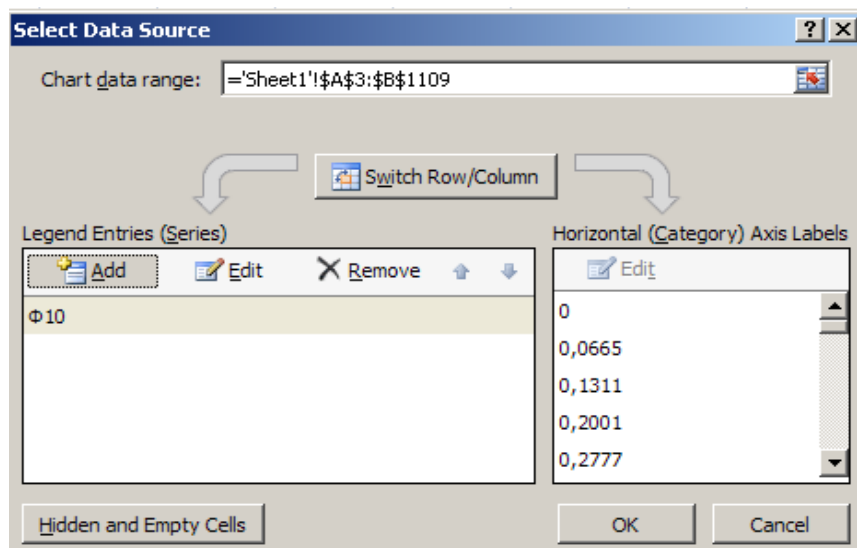 Select Data Source
Chart data range: ='Sheet1'!$A$3:$B$1109
Switch Row/Column
Legend Entries (Series)
Add Edit Remove
Φ10
Horizontal (Category) Axis Labels
Edit
0
0,0665
0,1311
0,2001
0,2777
Hidden and Empty Cells
OK Cancel